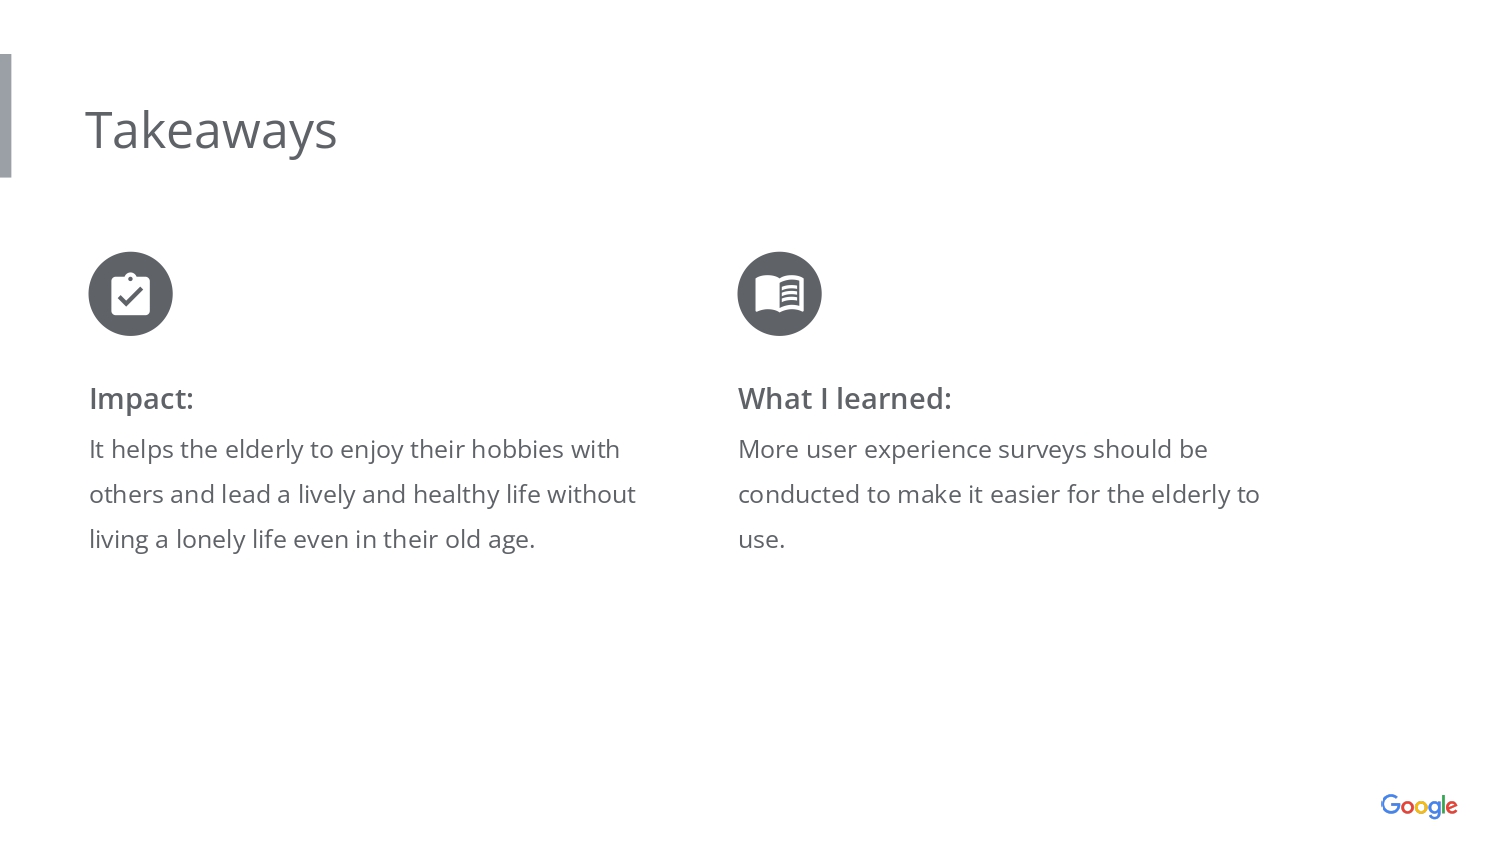 Takeaways
Impact:
It helps the elderly to enjoy their hobbies with
others and lead a lively and healthy life without
living a lonely life even in their old age.
What I learned:
More user experience surveys should be
conducted to make it easier for the elderly to
use.
Google